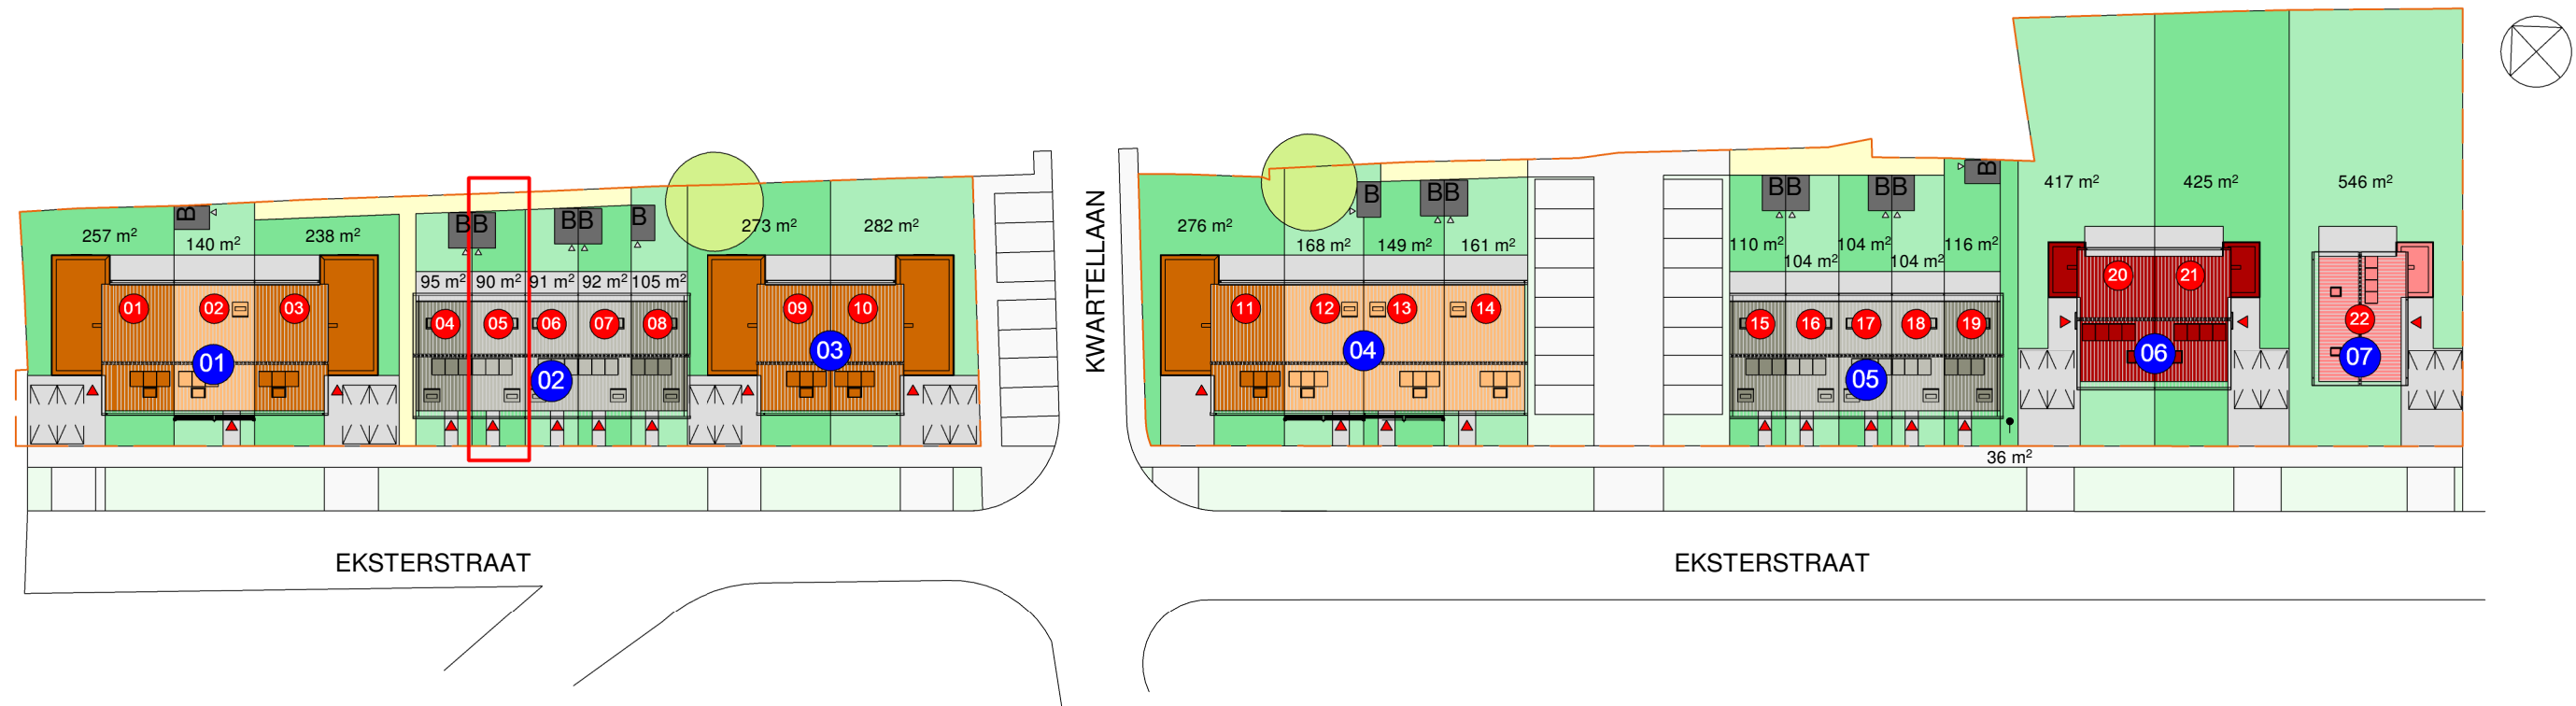 417 m²
425 m²
546 m²
257 m²
B
140 m²
238 m²
BB
BB
B
273 m²
282 m²
276 m²
B
BB
168 m²
149 m²
161 m²
BB
BB
B
110 m²
104 m²
104 m²
104 m²
116 m²
95 m²
90 m²
91 m²
92 m²
105 m²
KWARTELLAAN
01
02
03
04
05
06
07
08
09
10
11
12
13
14
15
16
17
18
19
20
21
22
01
02
03
04
05
06
07
36 m²
EKSTERSTRAAT
EKSTERSTRAAT